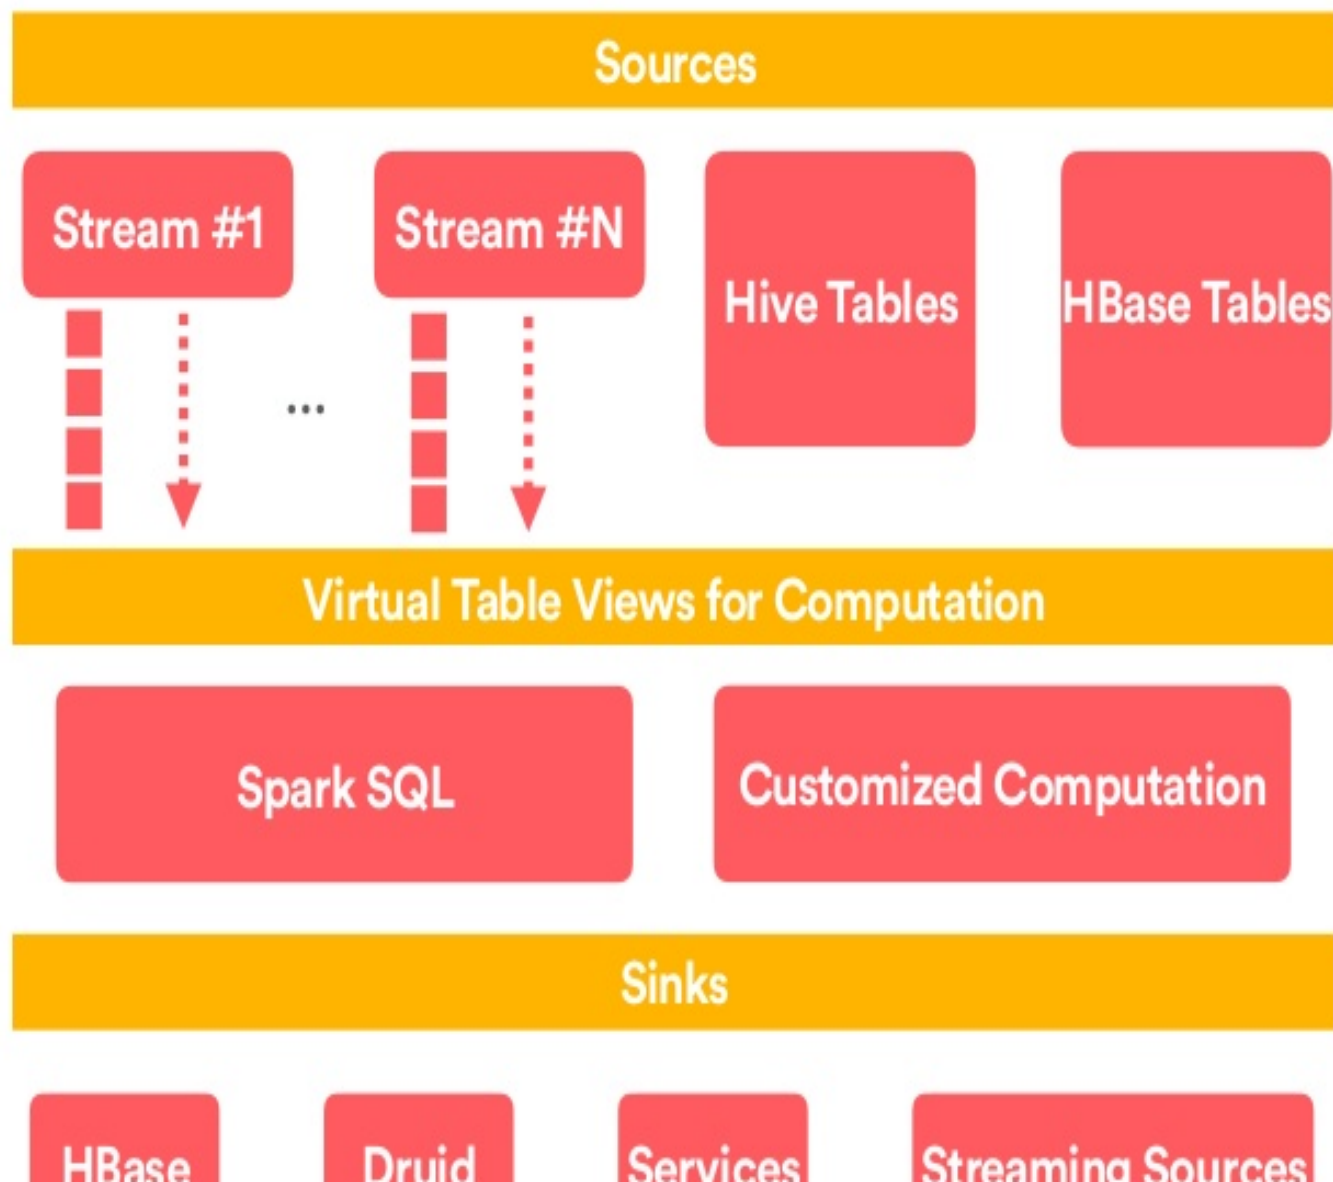 Sources
Stream #1
Stream #N
Hive Tables
HBase Tables
...
Virtual Table Views for Computation
Spark SQL
Customized Computation
Sinks
HBase
Druid
Services
Streaming Sources